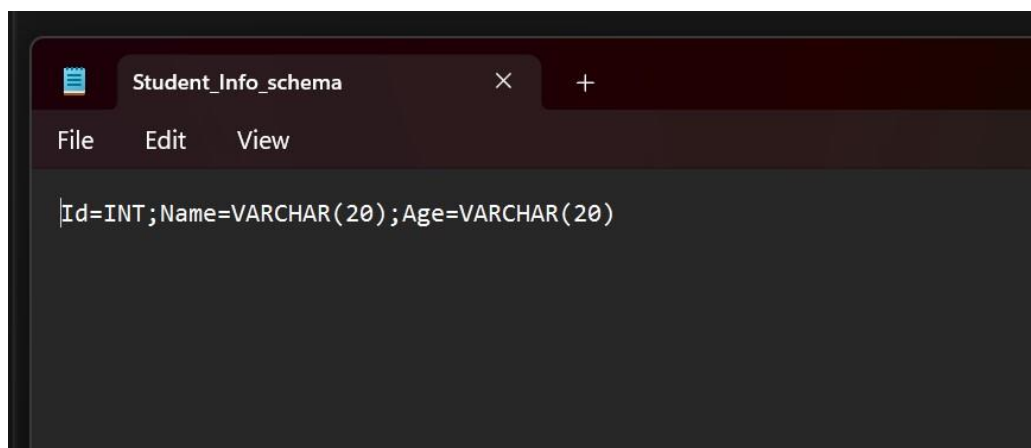 Student_Info_schema
File Edit View
Id=INT;Name=VARCHAR(20);Age=VARCHAR(20)